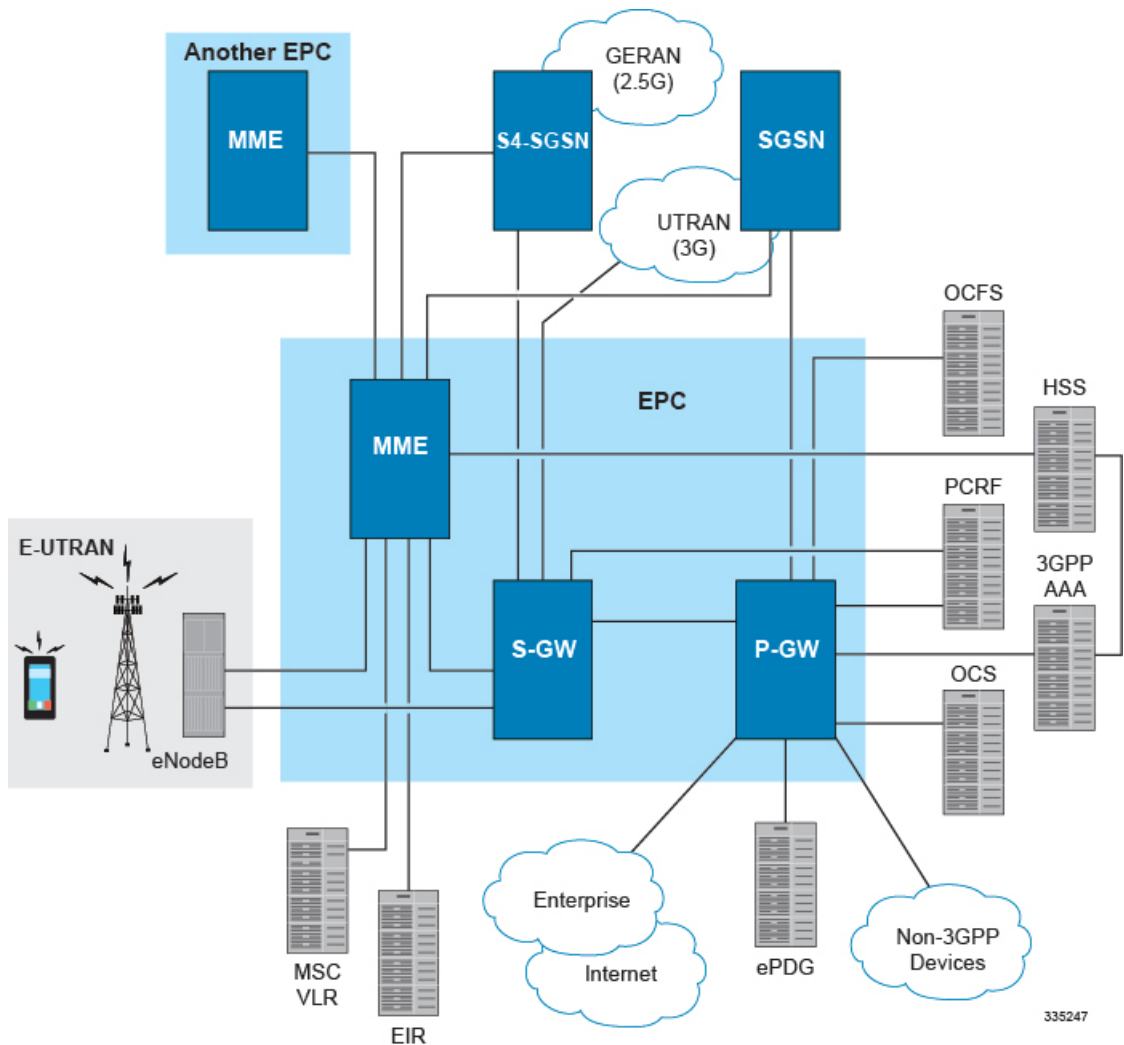 Another EPC
MME
GERAN
(2.5G)
S4-SGSN
SGSN
UTRAN
(3G)
OCFS
HSS
EPC
MME
PCRF
E-UTRAN
3GPP
AAA
S-GW
P-GW
OCS
eNodeB
Enterprise
Internet
ePDG
Non-3GPP
Devices
MSC
VLR
EIR
335247